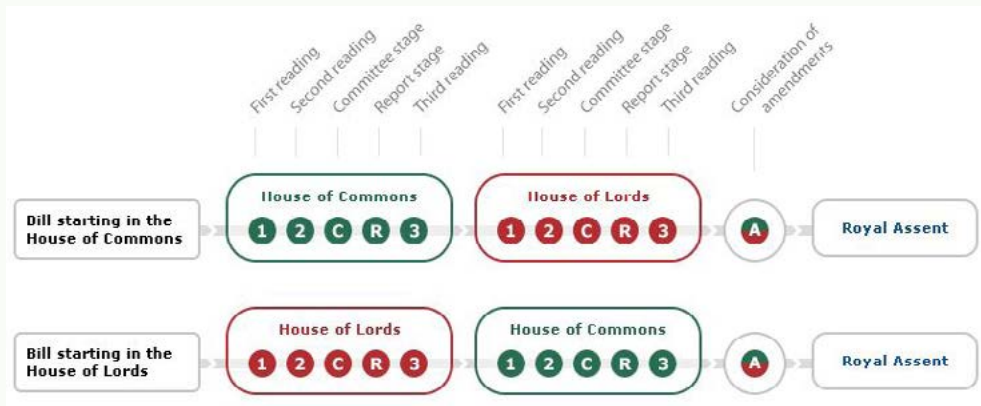 First reading
Second reading
Committee stage
Report stage
Third reading
First reading
Second reading
Committee stage
Report stage
Third reading
Consideration of
amendments
Bill starting in the
House of Commons
House of Commons
1 2 C R 3
House of Lords
1 2 C R 3
A
Royal Assent
Bill starting in the
House of Lords
House of Lords
1 2 C R 3
House of Commons
1 2 C R 3
A
Royal Assent